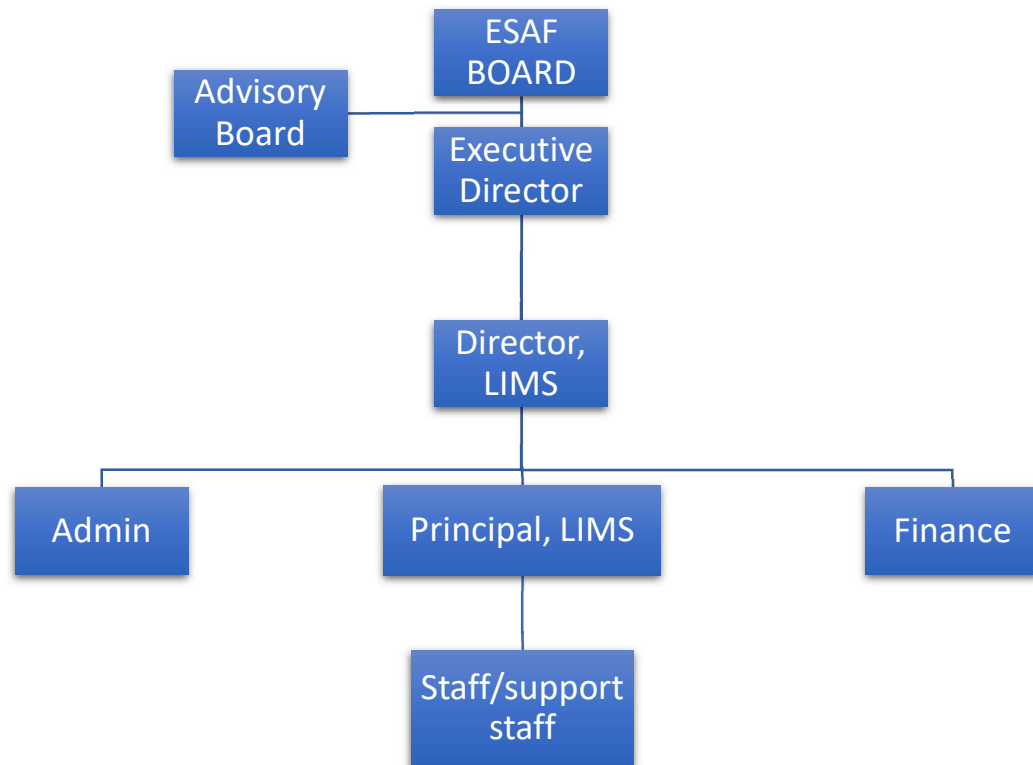 ESAF
BOARD
Advisory
Board
Executive
Director
Director,
LIMS
Admin
Principal, LIMS
Finance
Staff/support
staff